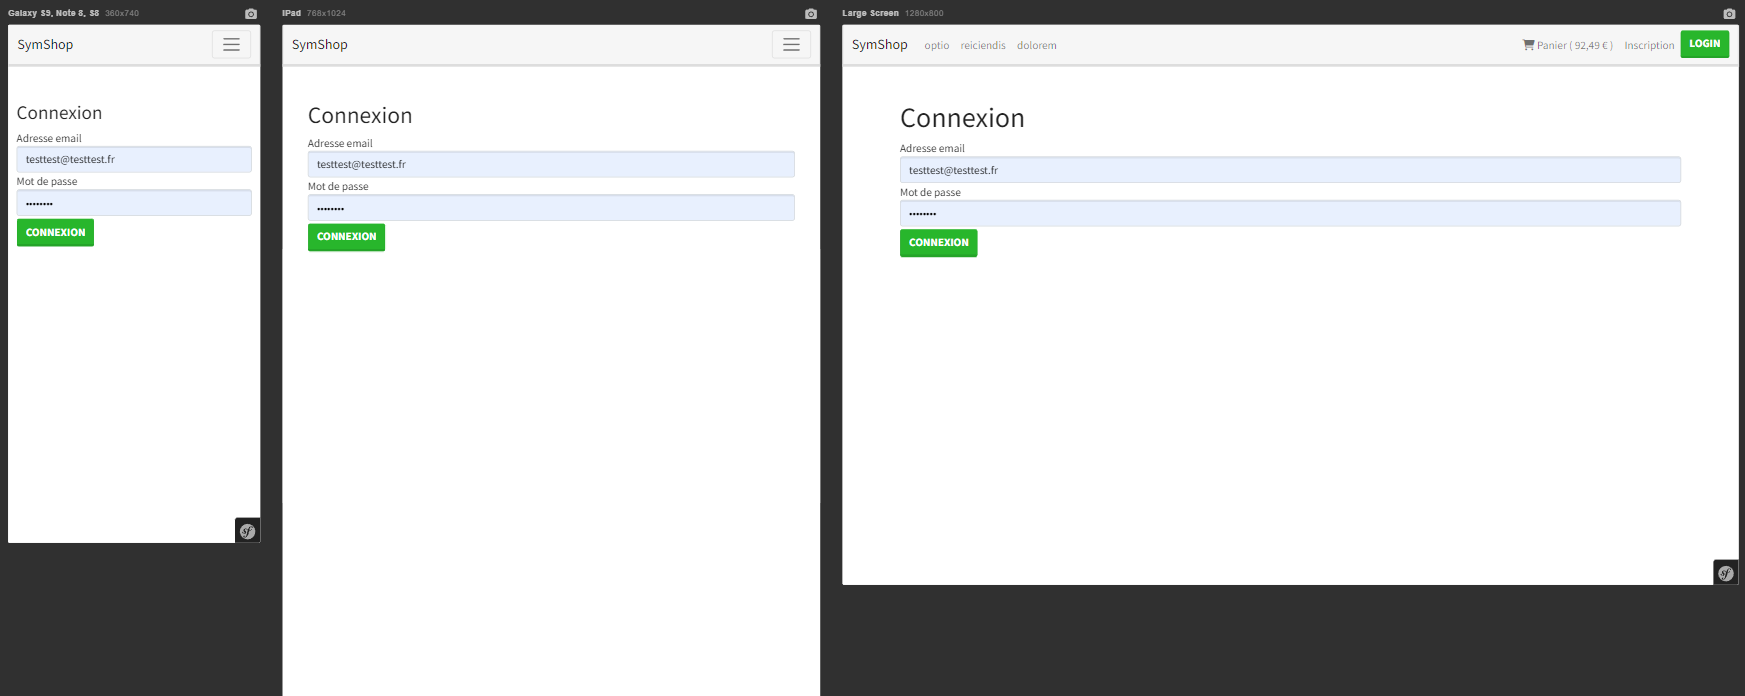 Galaxy S9, Note 8, S8 360x740
SymShop
Connexion
Adresse email
testtest@testtest.fr
Mot de passe
••••••••
CONNEXION
sf
iPad 768x1024
SymShop
Connexion
Adresse email
testtest@testtest.fr
Mot de passe
••••••••
CONNEXION
Large Screen 1280x800
SymShop optio reiciendis dolorem Panier ( 92,49 € ) Inscription LOGIN
Connexion
Adresse email
testtest@testtest.fr
Mot de passe
••••••••
CONNEXION
sf